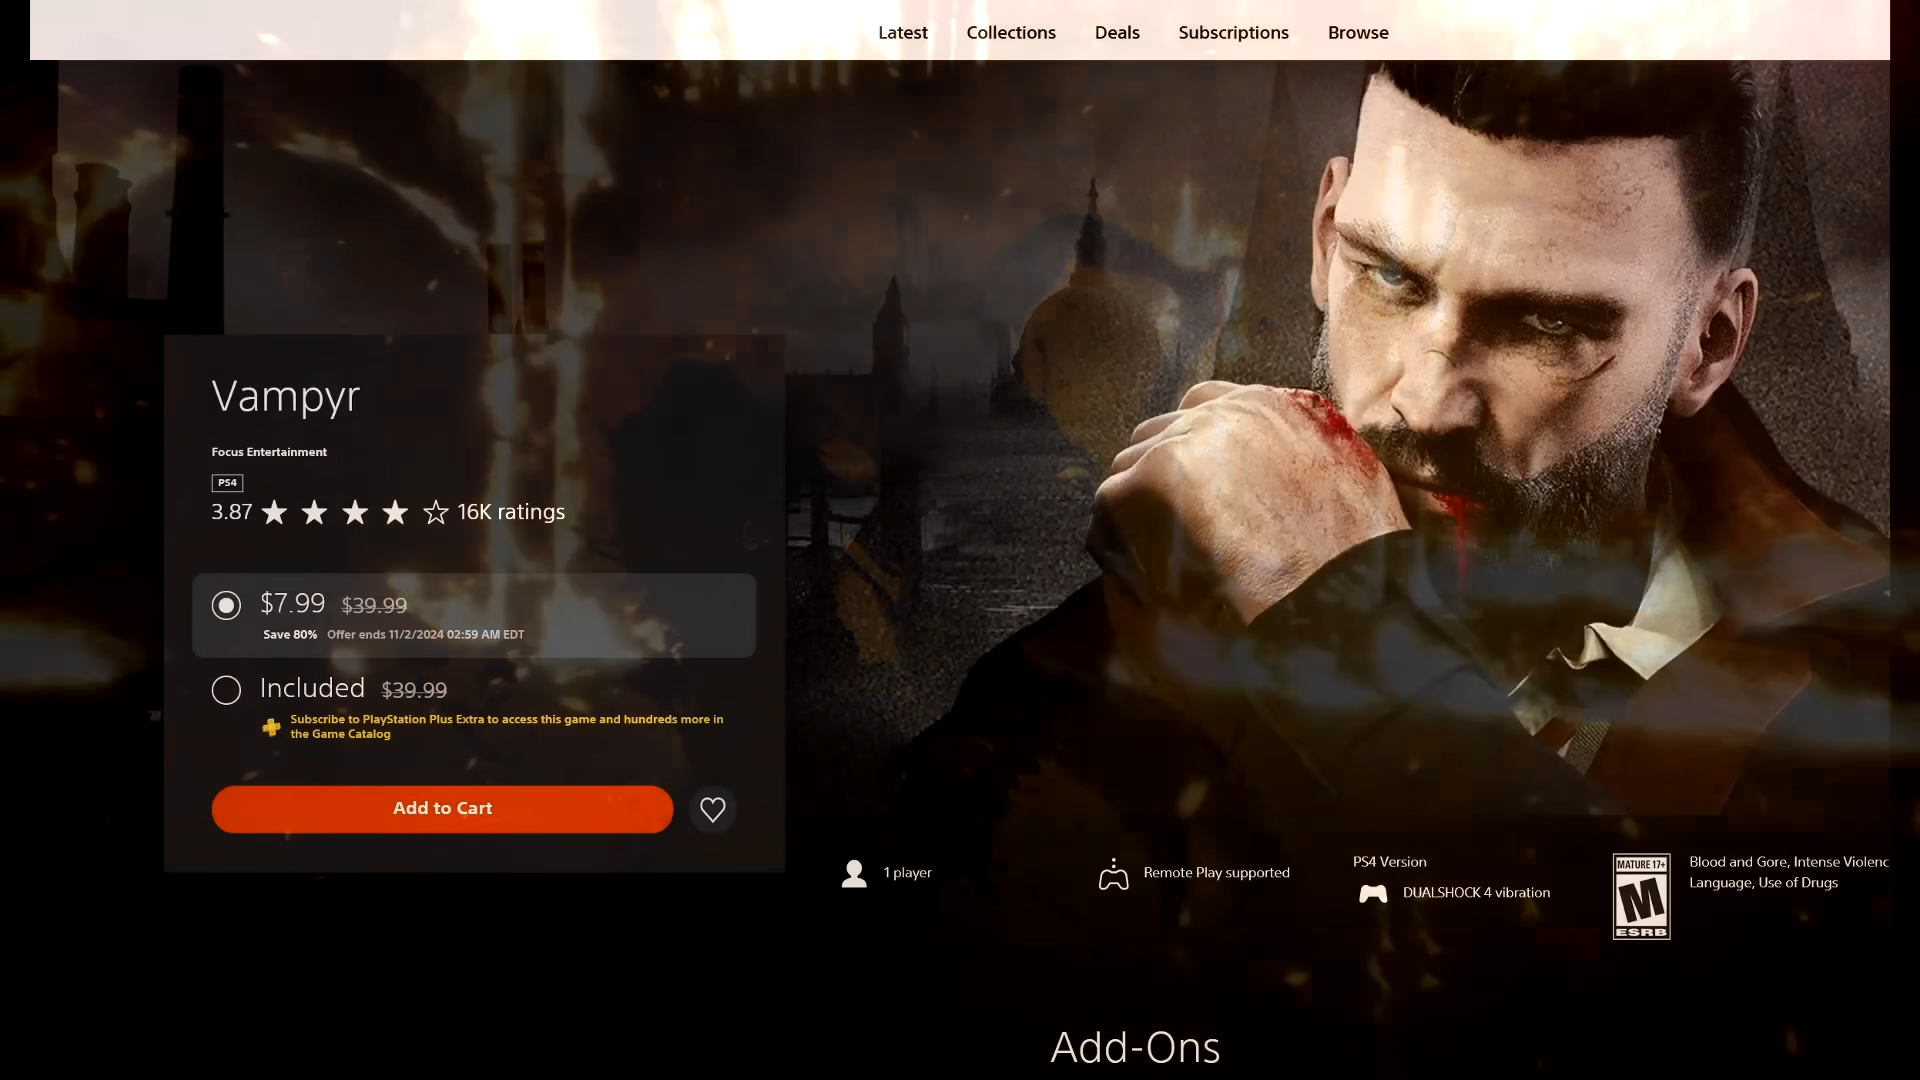 Latest Collections Deals Subscriptions Browse
Vampyr
Focus Entertainment
PS4
3.87 16K ratings
$7.99 $39.99
Save 80% Offer ends 11/2/2024 02:59 AM EDT
Included $39.99
Subscribe to PlayStation Plus Extra to access this game and hundreds more in
the Game Catalog
Add to Cart
1 player
Remote Play supported
PS4 Version
DUALSHOCK 4 vibration
MATURE 17+
M
ESRB
Blood and Gore, Intense Violenc
Language, Use of Drugs
Add-Ons